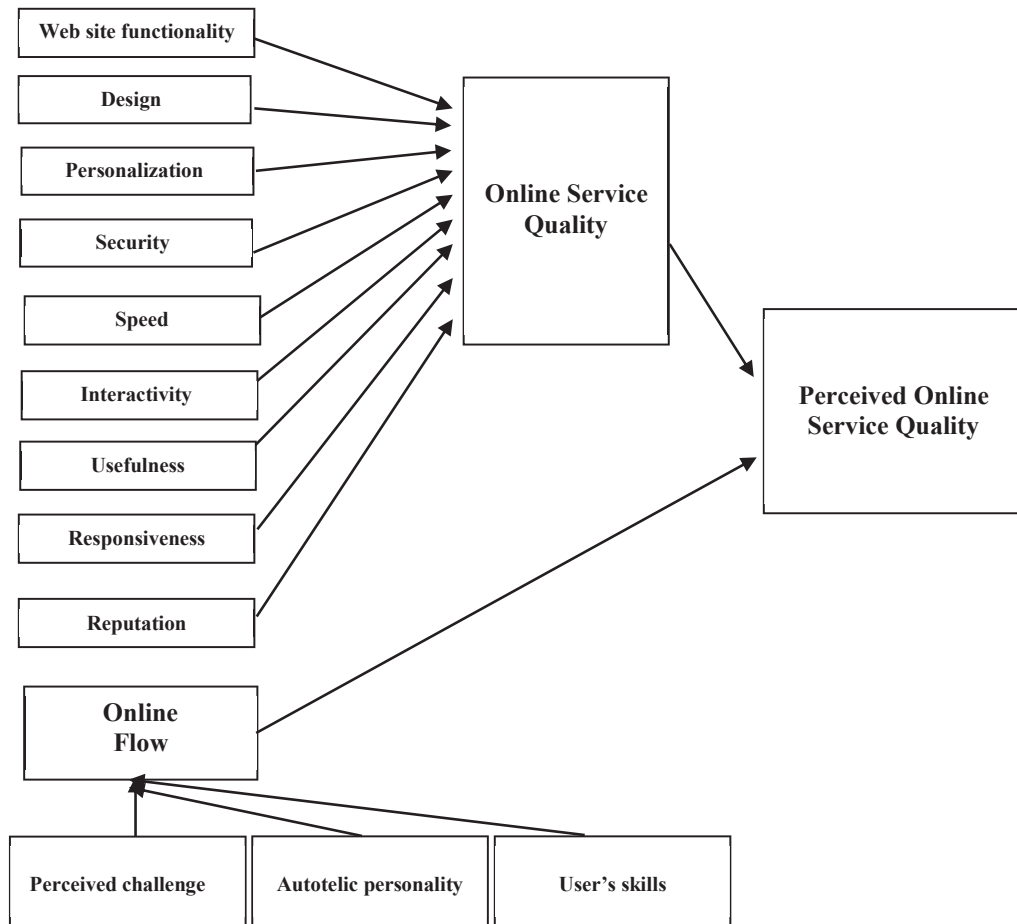 Web site functionality
Design
Personalization
Security
Speed
Interactivity
Usefulness
Responsiveness
Reputation
Online Service
Quality
Perceived Online
Service Quality
Online
Flow
Perceived challenge
Autotelic personality
User's skills